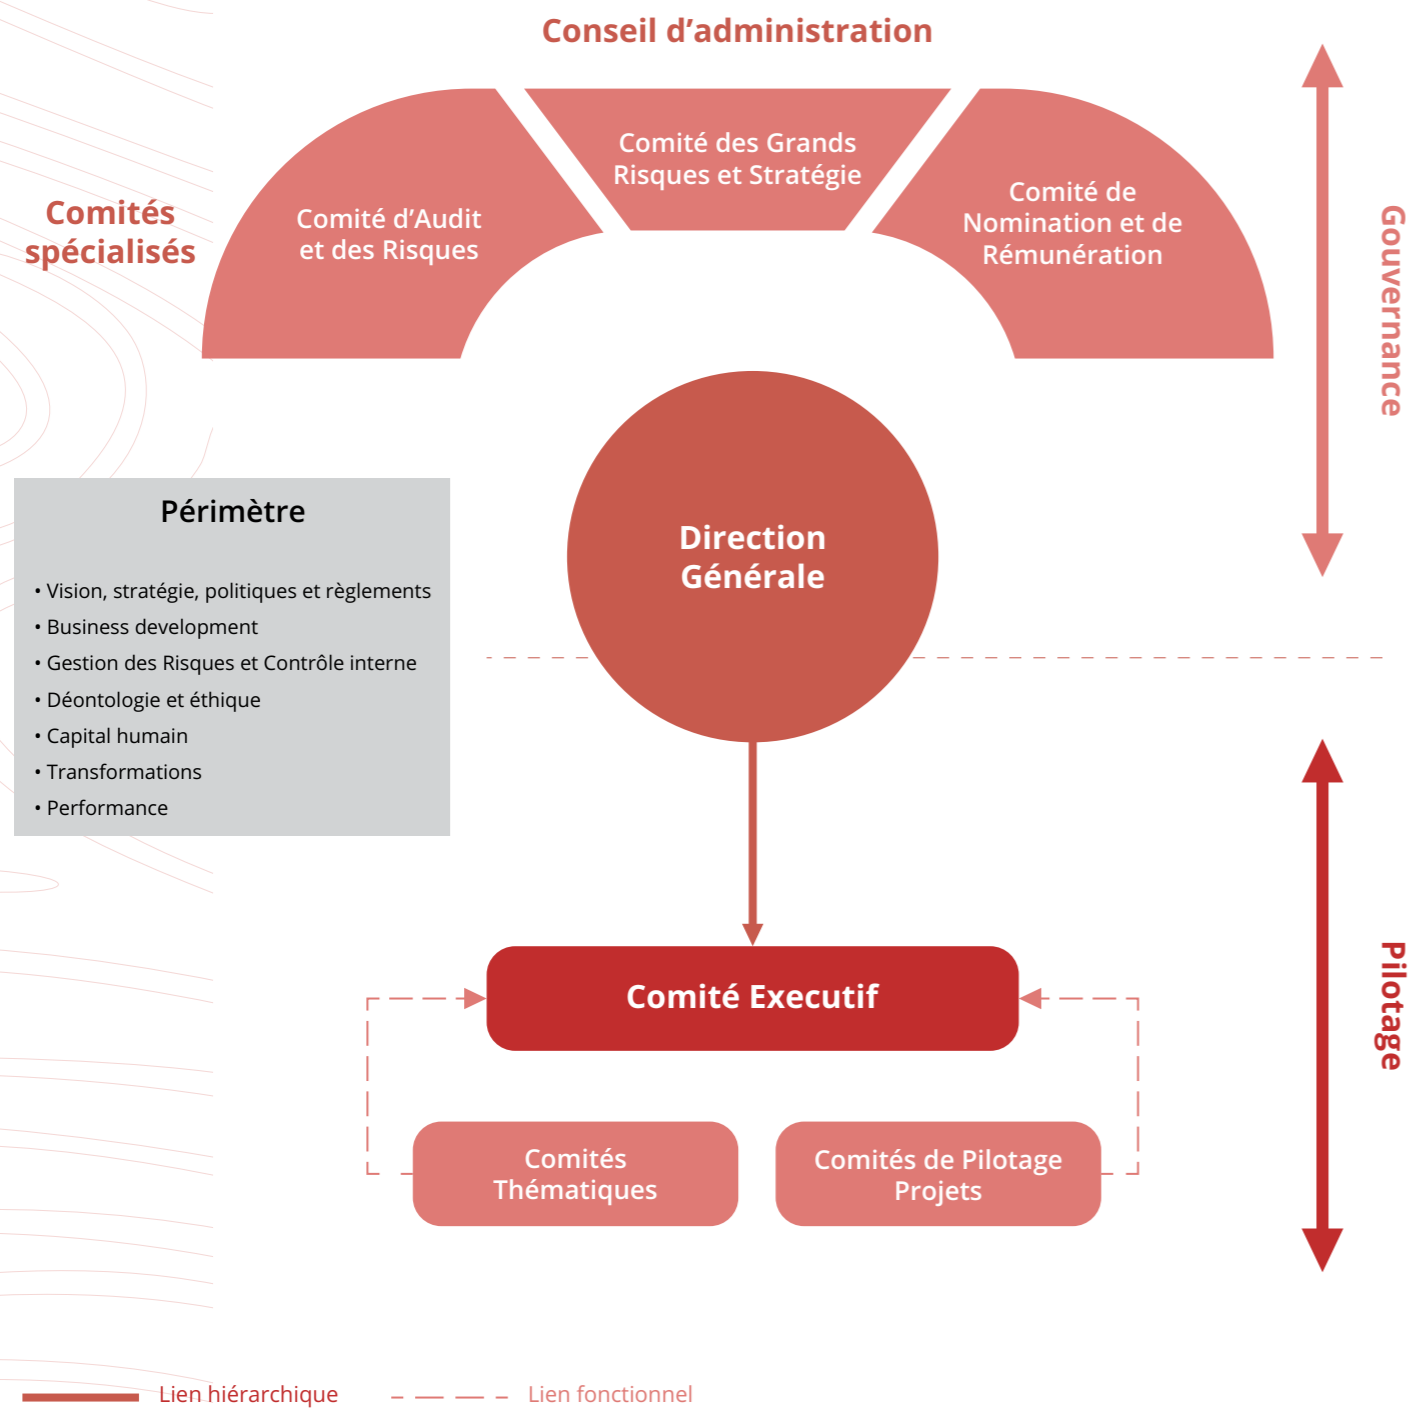 Conseil d’administration
Comités
spécialisés
Comité d’Audit
et des Risques
Comité des Grands
Risques et Stratégie
Comité de
Nomination et de
Rémunération
Gouvernance
Direction
Générale
Périmètre
• Vision, stratégie, politiques et règlements
• Business development
• Gestion des Risques et Contrôle interne
• Déontologie et éthique
• Capital humain
• Transformations
• Performance
Comité Executif
Pilotage
Comités
Thématiques
Comités de Pilotage
Projets
Lien hiérarchique
Lien fonctionnel